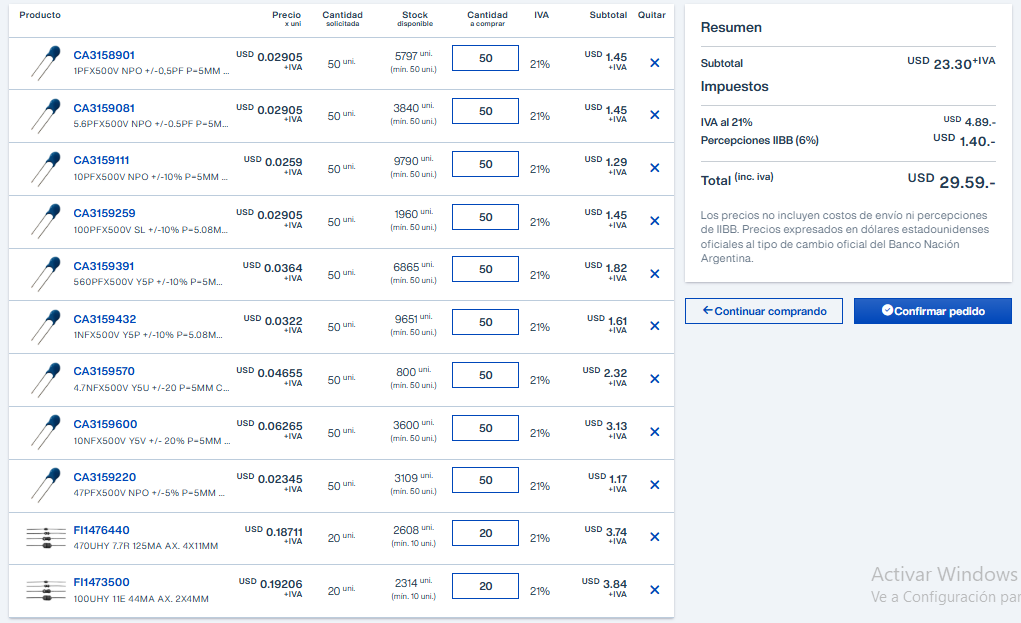 Producto Precio x uni Cantidad solicitada Stock disponible Cantidad a comprar IVA Subtotal Quitar
CA3158901 USD 0.02905 +IVA 50 uni. 5797 uni. (mín. 50 uni.) 50 21% USD 1.45 +IVA
1PFX500V NPO +/-0,5PF P=5MM ...
CA3159081 USD 0.02905 +IVA 50 uni. 3840 uni. (mín. 50 uni.) 50 21% USD 1.45 +IVA
5.6PFX500V NPO +/-0.5PF P=5M...
CA3159111 USD 0.0259 +IVA 50 uni. 9790 uni. (mín. 50 uni.) 50 21% USD 1.29 +IVA
10PFX500V NPO +/-10% P=5MM ...
CA3159259 USD 0.02905 +IVA 50 uni. 1960 uni. (mín. 50 uni.) 50 21% USD 1.45 +IVA
100PFX500V SL +/-10% P=5.08M...
CA3159391 USD 0.0364 +IVA 50 uni. 6865 uni. (mín. 50 uni.) 50 21% USD 1.82 +IVA
560PFX500V Y5P +/-10% P=5M...
CA3159432 USD 0.0322 +IVA 50 uni. 9651 uni. (mín. 50 uni.) 50 21% USD 1.61 +IVA
1NFX500V Y5P +/-10% P=5.08M...
CA3159570 USD 0.04655 +IVA 50 uni. 800 uni. (mín. 50 uni.) 50 21% USD 2.32 +IVA
4.7NFX500V Y5U +/-20 P=5MM C...
CA3159600 USD 0.06265 +IVA 50 uni. 3600 uni. (mín. 50 uni.) 50 21% USD 3.13 +IVA
10NFX500V Y5V +/- 20% P=5MM ...
CA3159220 USD 0.02345 +IVA 50 uni. 3109 uni. (mín. 50 uni.) 50 21% USD 1.17 +IVA
47PFX500V NPO +/-5% P=5MM ...
FI1476440 USD 0.18711 +IVA 20 uni. 2608 uni. (mín. 10 uni.) 20 21% USD 3.74 +IVA
470UHY 7.7R 125MA AX. 4X11MM
FI1473500 USD 0.19206 +IVA 20 uni. 2314 uni. (mín. 10 uni.) 20 21% USD 3.84 +IVA
100UHY 11E 44MA AX. 2X4MM
Resumen
Subtotal USD 23.30+IVA
Impuestos
IVA al 21% USD 4.89.-
Percepciones IIBB (6%) USD 1.40.-
Total (inc. iva) USD 29.59.-
Los precios no incluyen costos de envío ni percepciones
de IIBB. Precios expresados en dólares estadounidenses
oficiales al tipo de cambio oficial del Banco Nación
Argentina.
Continuar comprando Confirmar pedido
Activar Windows
Ve a Configuración par